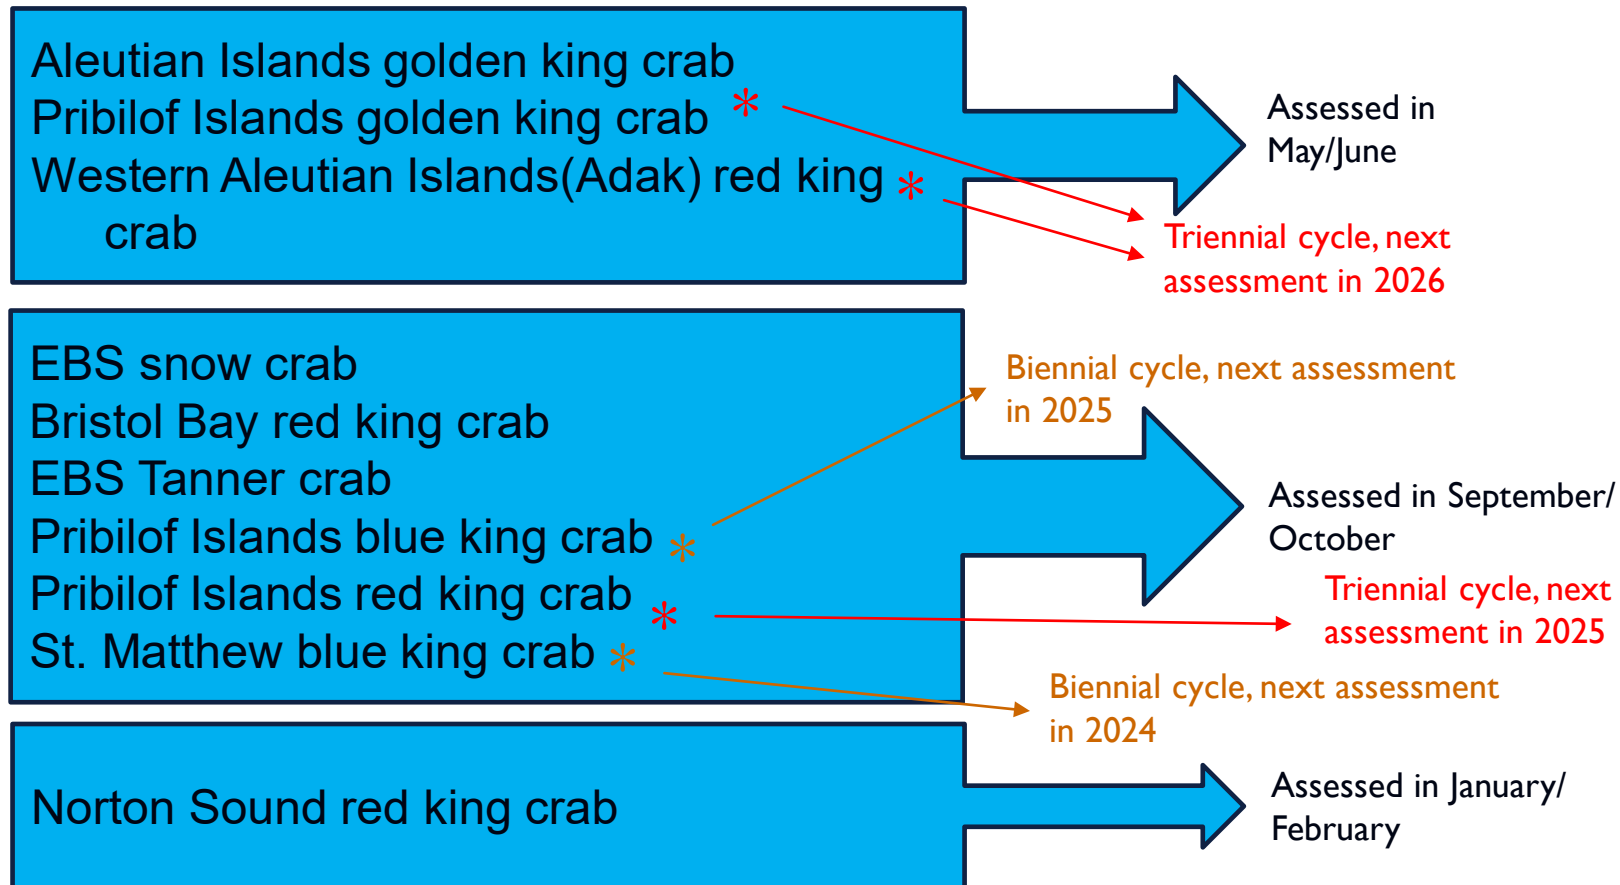 Aleutian Islands golden king crab
Pribilof Islands golden king crab *
Western Aleutian Islands(Adak) red king *
crab
Assessed in
May/June
Triennial cycle, next
assessment in 2026
EBS snow crab
Bristol Bay red king crab
EBS Tanner crab
Pribilof Islands blue king crab *
Pribilof Islands red king crab *
St. Matthew blue king crab *
Biennial cycle, next assessment
in 2025
Assessed in September/
October
Triennial cycle, next
assessment in 2025
Biennial cycle, next assessment
in 2024
Norton Sound red king crab
Assessed in January/
February